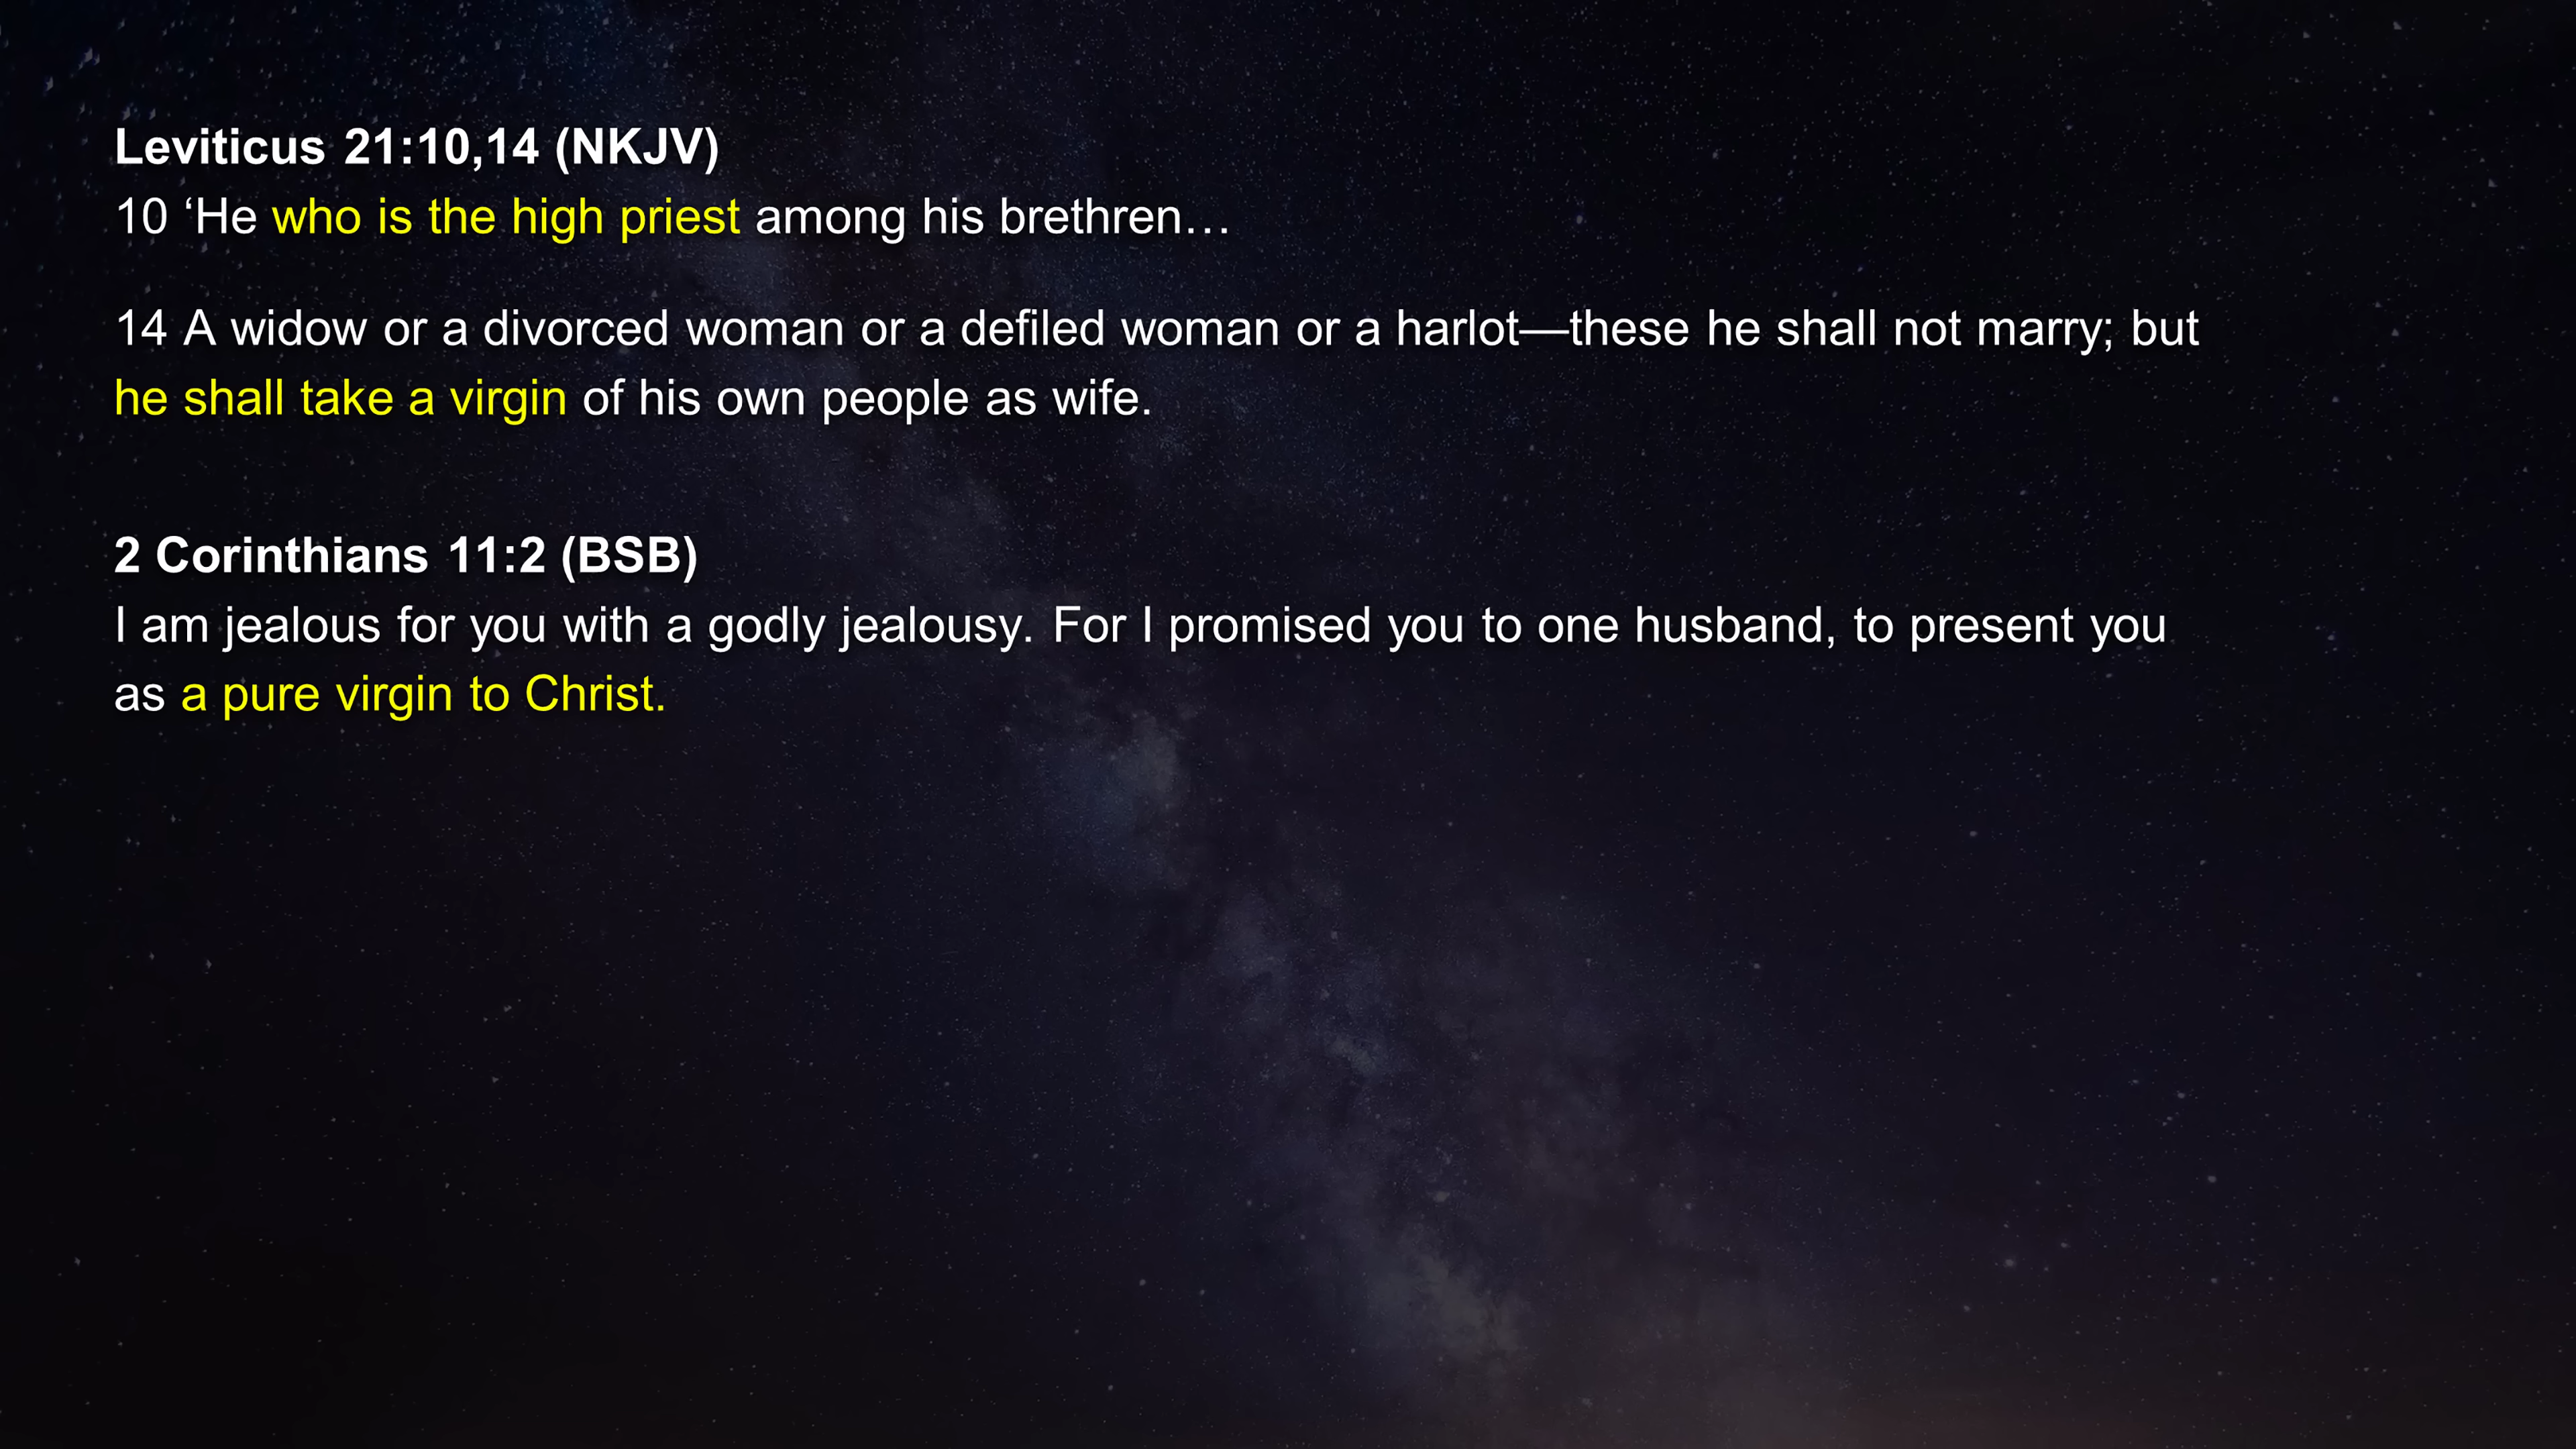 Leviticus 21:10,14 (NKJV)
10 ‘He who is the high priest among his brethren…
14 A widow or a divorced woman or a defiled woman or a harlot—these he shall not marry; but
he shall take a virgin of his own people as wife.
2 Corinthians 11:2 (BSB)
I am jealous for you with a godly jealousy. For I promised you to one husband, to present you
as a pure virgin to Christ.